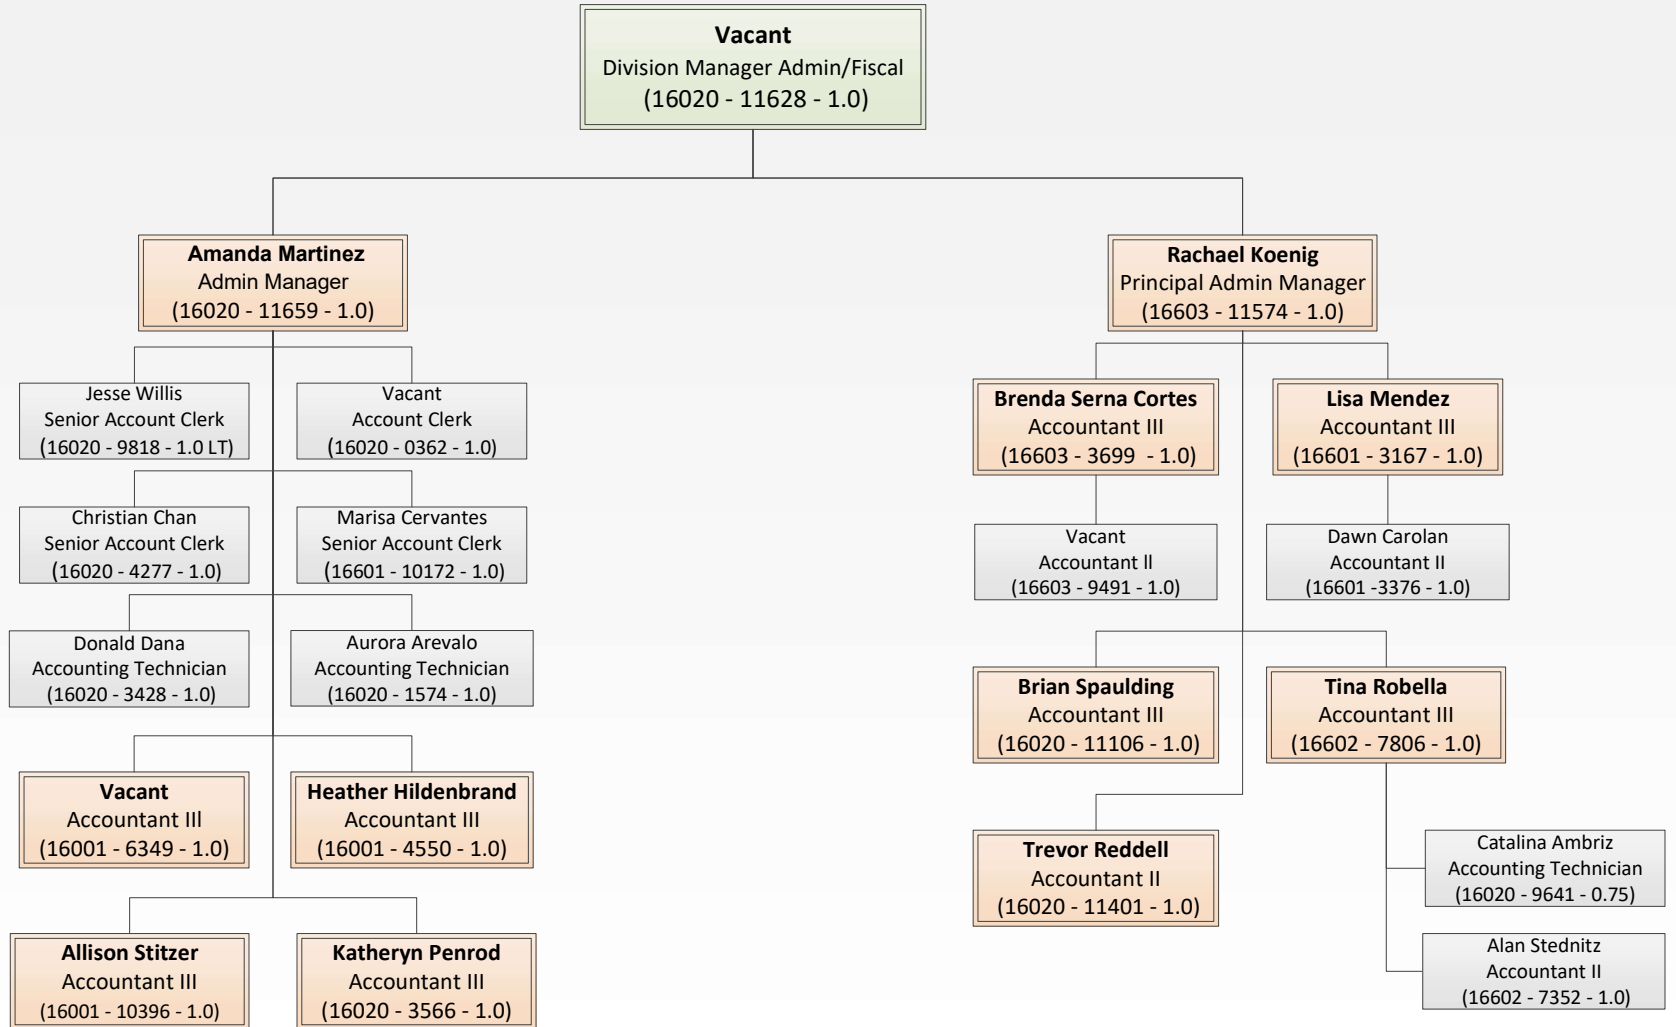 Vacant
Division Manager Admin/Fiscal
(16020 - 11628 - 1.0)
Amanda Martinez
Admin Manager
(16020 - 11659 - 1.0)
Rachael Koenig
Principal Admin Manager
(16603 - 11574 - 1.0)
Jesse Willis
Senior Account Clerk
(16020 - 9818 - 1.0 LT)
Vacant
Account Clerk
(16020 - 0362 - 1.0)
Christian Chan
Senior Account Clerk
(16020 - 4277 - 1.0)
Marisa Cervantes
Senior Account Clerk
(16601 - 10172 - 1.0)
Donald Dana
Accounting Technician
(16020 - 3428 - 1.0)
Aurora Arevalo
Accounting Technician
(16020 - 1574 - 1.0)
Vacant
Accountant III
(16001 - 6349 - 1.0)
Heather Hildenbrand
Accountant III
(16001 - 4550 - 1.0)
Allison Stitzer
Accountant III
(16001 - 10396 - 1.0)
Katheryn Penrod
Accountant III
(16020 - 3566 - 1.0)
Brenda Serna Cortes
Accountant III
(16603 - 3699 - 1.0)
Lisa Mendez
Accountant III
(16601 - 3167 - 1.0)
Vacant
Accountant ll
(16603 - 9491 - 1.0)
Dawn Carolan
Accountant II
(16601 -3376 - 1.0)
Brian Spaulding
Accountant III
(16020 - 11106 - 1.0)
Tina Robella
Accountant III
(16602 - 7806 - 1.0)
Trevor Reddell
Accountant II
(16020 - 11401 - 1.0)
Catalina Ambriz
Accounting Technician
(16020 - 9641 - 0.75)
Alan Stednitz
Accountant II
(16602 - 7352 - 1.0)